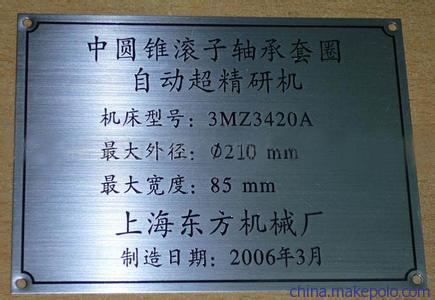 中圆锥滚子轴承套圈
自动超精研机
机床型号: 3MZ3420A
最大外径: Ø210 mm
最大宽度: 85 mm
上海东方机械厂
制造日期: 2006年3月
china.makepolo.com